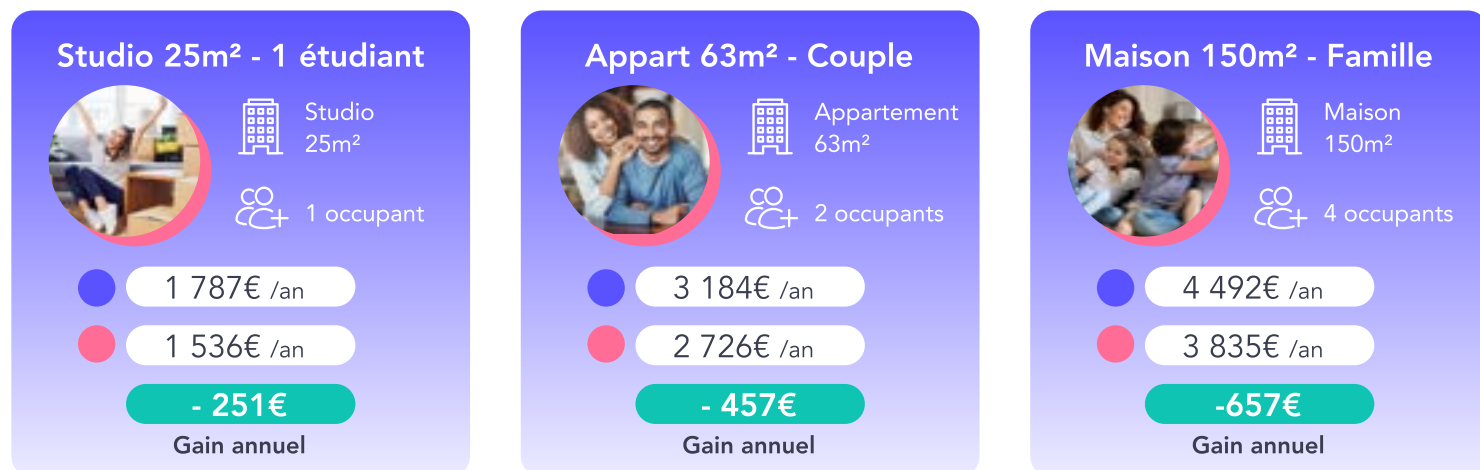 Studio 25m² - 1 étudiant
Studio
25m²
1 occupant
1 787€ /an
1 536€ /an
- 251€
Gain annuel
Appart 63m² - Couple
Appartement
63m²
2 occupants
3 184€ /an
2 726€ /an
- 457€
Gain annuel
Maison 150m² - Famille
Maison
150m²
4 occupants
4 492€ /an
3 835€ /an
-657€
Gain annuel